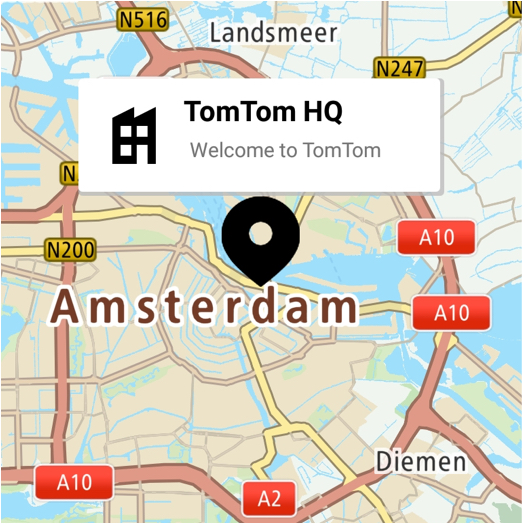 N516
Landsmeer
N247
TomTom HQ
Welcome to TomTom
N200
A10
Amsterdam
A10
Diemen
A10
A2